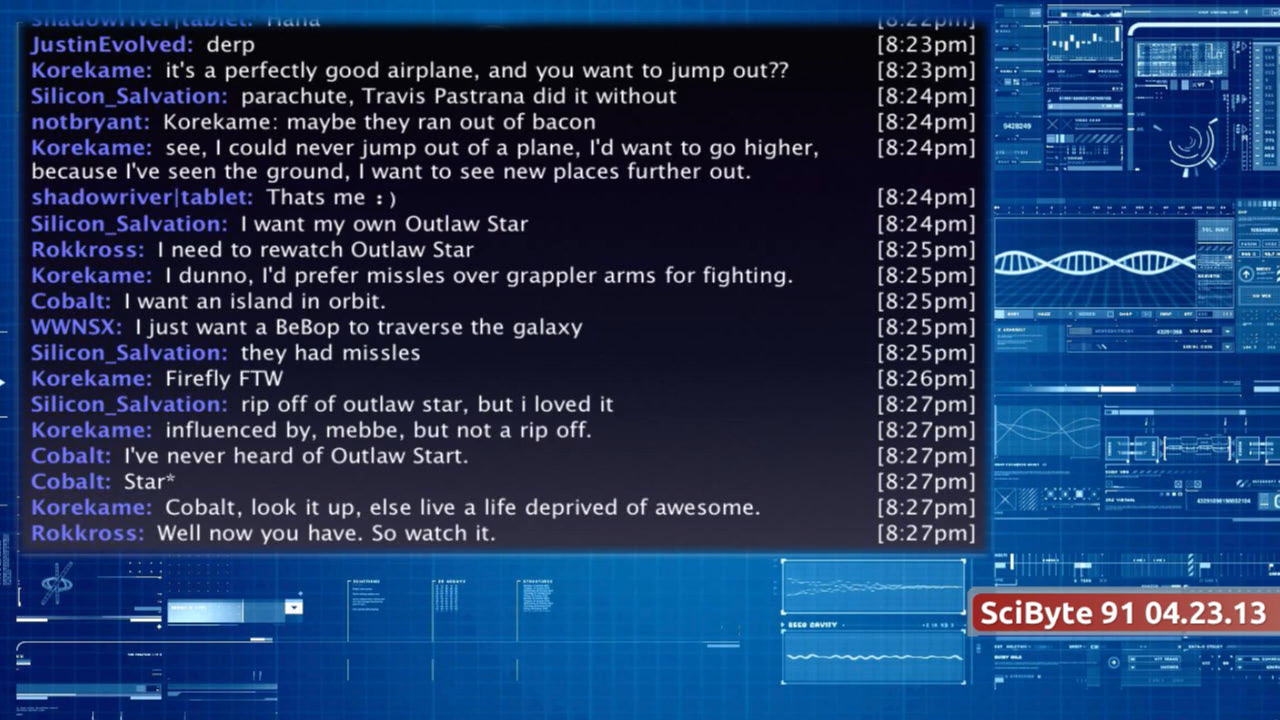 shadowriver|tablet: Haha [8:22pm]
JustinEvolved: derp [8:23pm]
Korekame: it's a perfectly good airplane, and you want to jump out?? [8:23pm]
Silicon_Salvation: parachute, Travis Pastrana did it without [8:24pm]
notbryant: Korekame: maybe they ran out of bacon [8:24pm]
Korekame: see, I could never jump out of a plane, I'd want to go higher, [8:24pm]
because I've seen the ground, I want to see new places further out.
shadowriver|tablet: Thats me :) [8:24pm]
Silicon_Salvation: I want my own Outlaw Star [8:24pm]
Rokkross: I need to rewatch Outlaw Star [8:25pm]
Korekame: I dunno, I'd prefer missles over grappler arms for fighting. [8:25pm]
Cobalt: I want an island in orbit. [8:25pm]
WWNSX: I just want a BeBop to traverse the galaxy [8:25pm]
Silicon_Salvation: they had missles [8:25pm]
Korekame: Firefly FTW [8:26pm]
Silicon_Salvation: rip off of outlaw star, but i loved it [8:27pm]
Korekame: influenced by, mebbe, but not a rip off. [8:27pm]
Cobalt: I've never heard of Outlaw Start. [8:27pm]
Cobalt: Star* [8:27pm]
Korekame: Cobalt, look it up, else live a life deprived of awesome. [8:27pm]
Rokkross: Well now you have. So watch it. [8:27pm]
SciByte 91 04.23.13